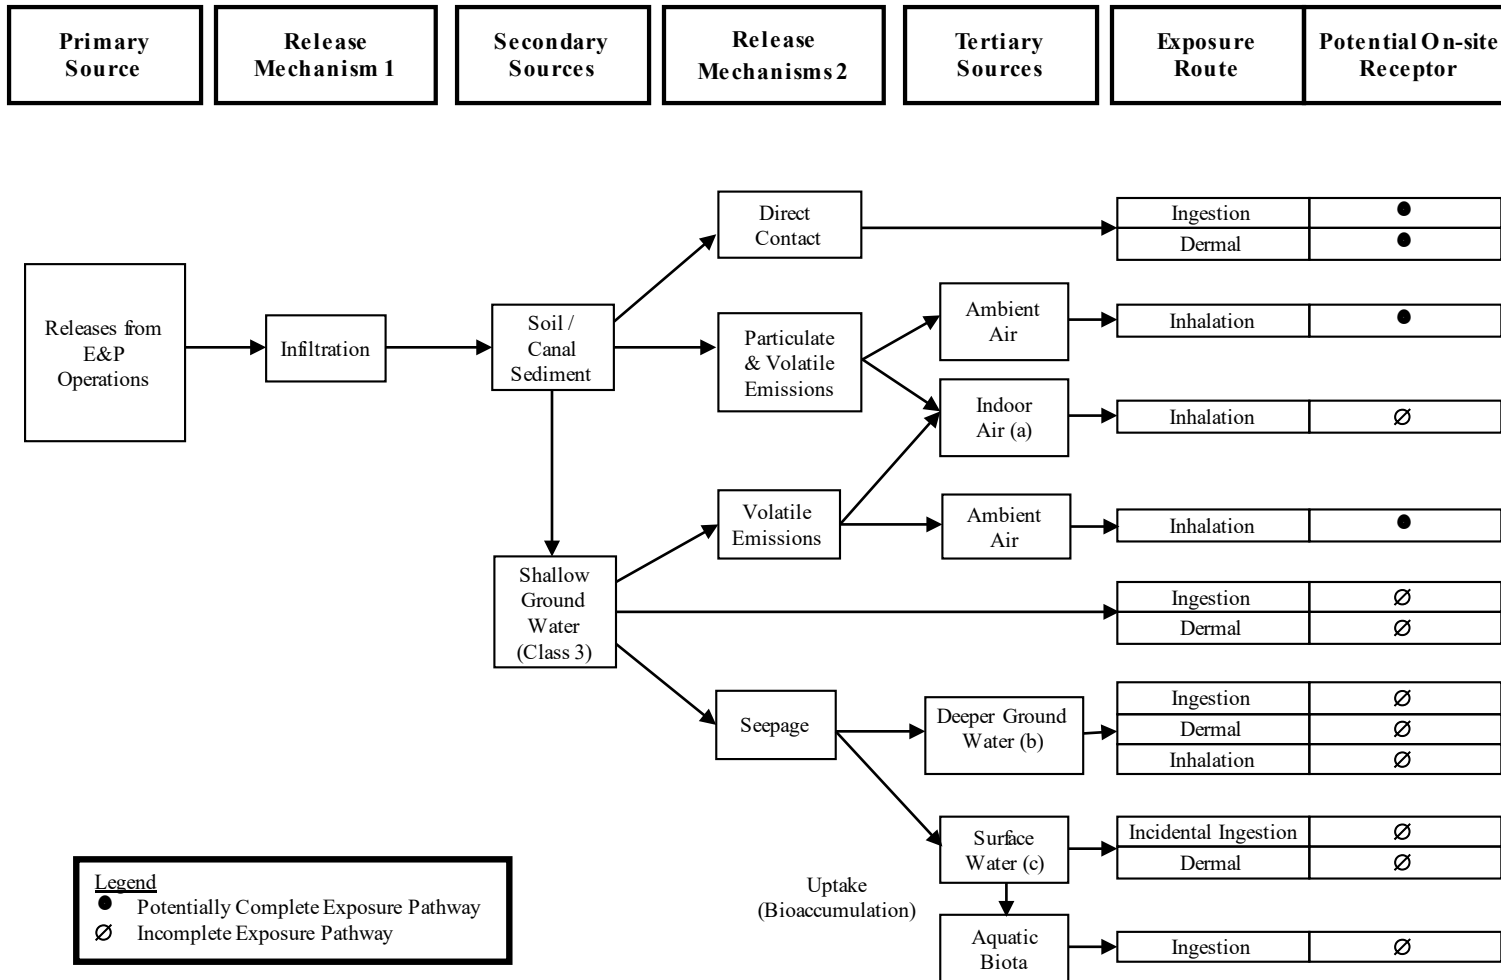 Primary
Source
Release
Mechanism 1
Secondary
Sources
Release
Mechanisms 2
Tertiary
Sources
Exposure
Route
Potential On-site
Receptor
Direct
Contact
Ingestion
Dermal
Releases from
E&P
Operations
Infiltration
Soil /
Canal
Sediment
Particulate
& Volatile
Emissions
Ambient
Air
Inhalation
Indoor
Air (a)
Inhalation
Volatile
Emissions
Ambient
Air
Inhalation
Shallow
Ground
Water
(Class 3)
Ingestion
Dermal
Seepage
Deeper Ground
Water (b)
Ingestion
Dermal
Inhalation
Surface
Water (c)
Incidental Ingestion
Dermal
Uptake
(Bioaccumulation)
Aquatic
Biota
Ingestion
Legend
Potentially Complete Exposure Pathway
Incomplete Exposure Pathway